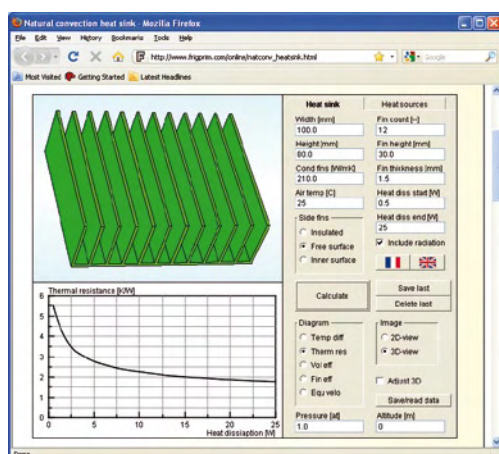 Natural convection heat sink - Mozilla Firefox
File Edit View History Bookmarks Tools Help
http://www.frigprim.com/online/natconv_heatsink.html
Google
Most Visited Getting Started Latest Headlines
Heat sink Heat sources
Width [mm] Fin count [-]
100.0 12
Height [mm] Fin height [mm]
80.0 30.0
Cond fins [W/mK] Fin thickness [mm]
210.0 1.5
Air temp [C] Heat diss start [W]
25 0.5
Side fins Heat diss end [W]
Insulated 25
Free surface Include radiation
Inner surface
Calculate Save last
Delete last
Diagram Image
Temp diff 2D-view
Therm res 3D-view
Vol eff
Fin eff Adjust 3D
Equ velo Save/read data
Pressure [at] Altitude [m]
1.0 0
Thermal resistance [K/W]
6
5
4
3
2
1
0
0 5 10 15 20 25
Heat dissipation [W]
Done